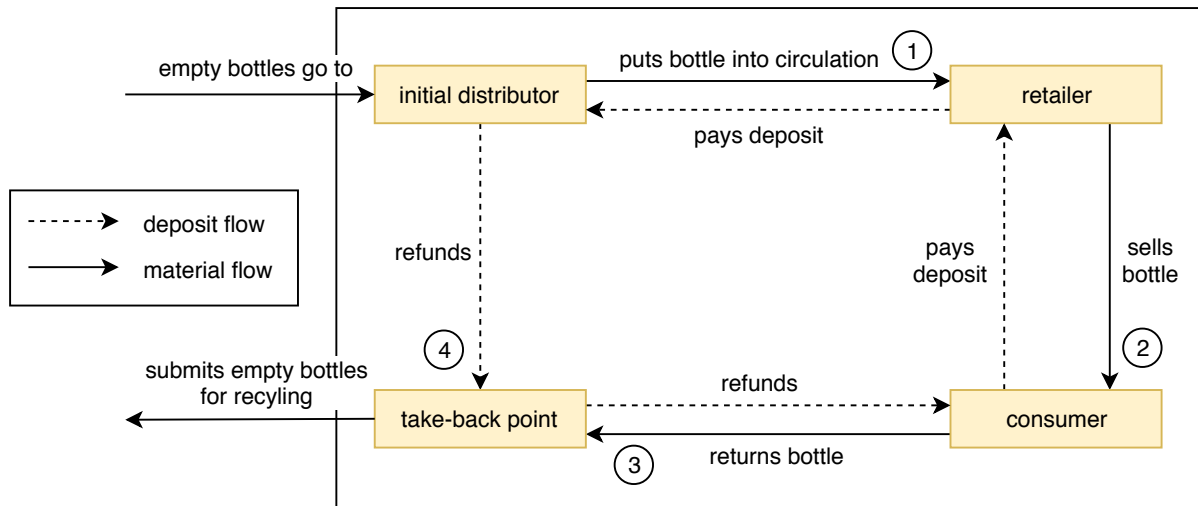 empty bottles go to
initial distributor
puts bottle into circulation
1
retailer
pays deposit
deposit flow
material flow
refunds
pays
deposit
sells
bottle
4
2
submits empty bottles
for recyling
take-back point
refunds
consumer
3
returns bottle